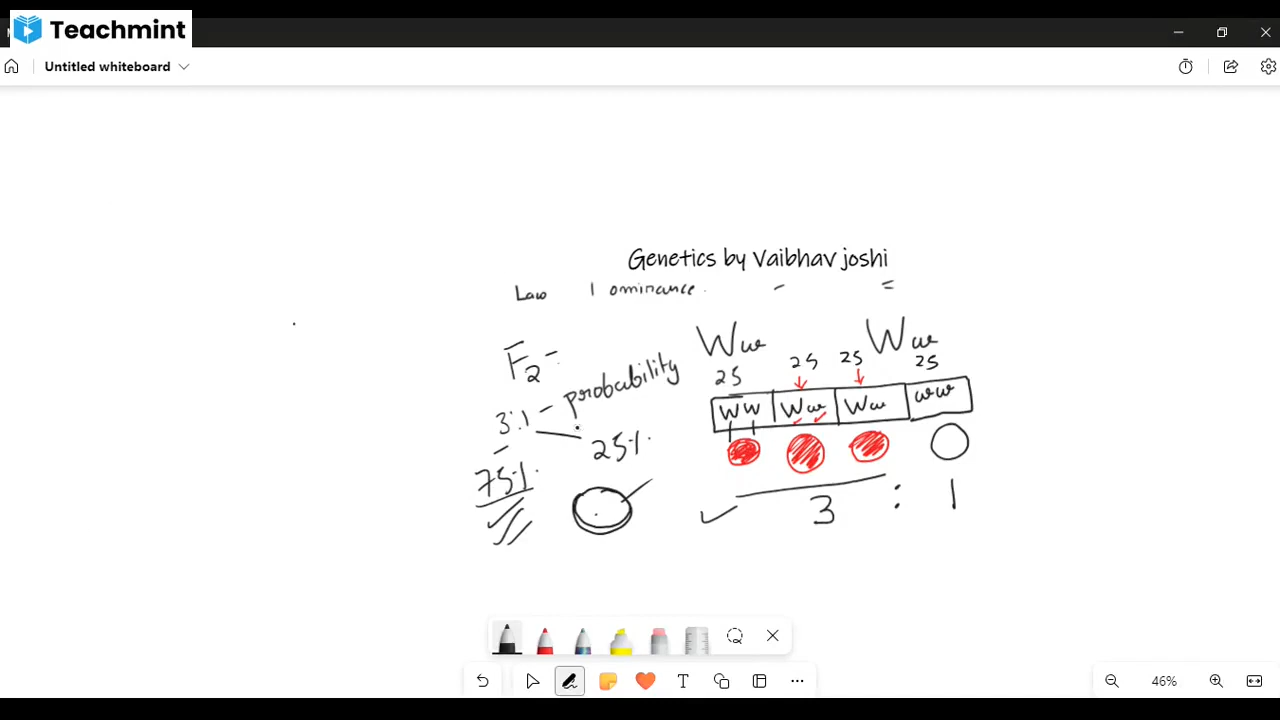 Teachmint
Untitled whiteboard
Genetics by Vaibhav joshi
Law ominance
F2 -
Ww Ww
25 25 25 25
WW Ww Ww ww
3:1 - probability
25%
75%
3 : 1
46%